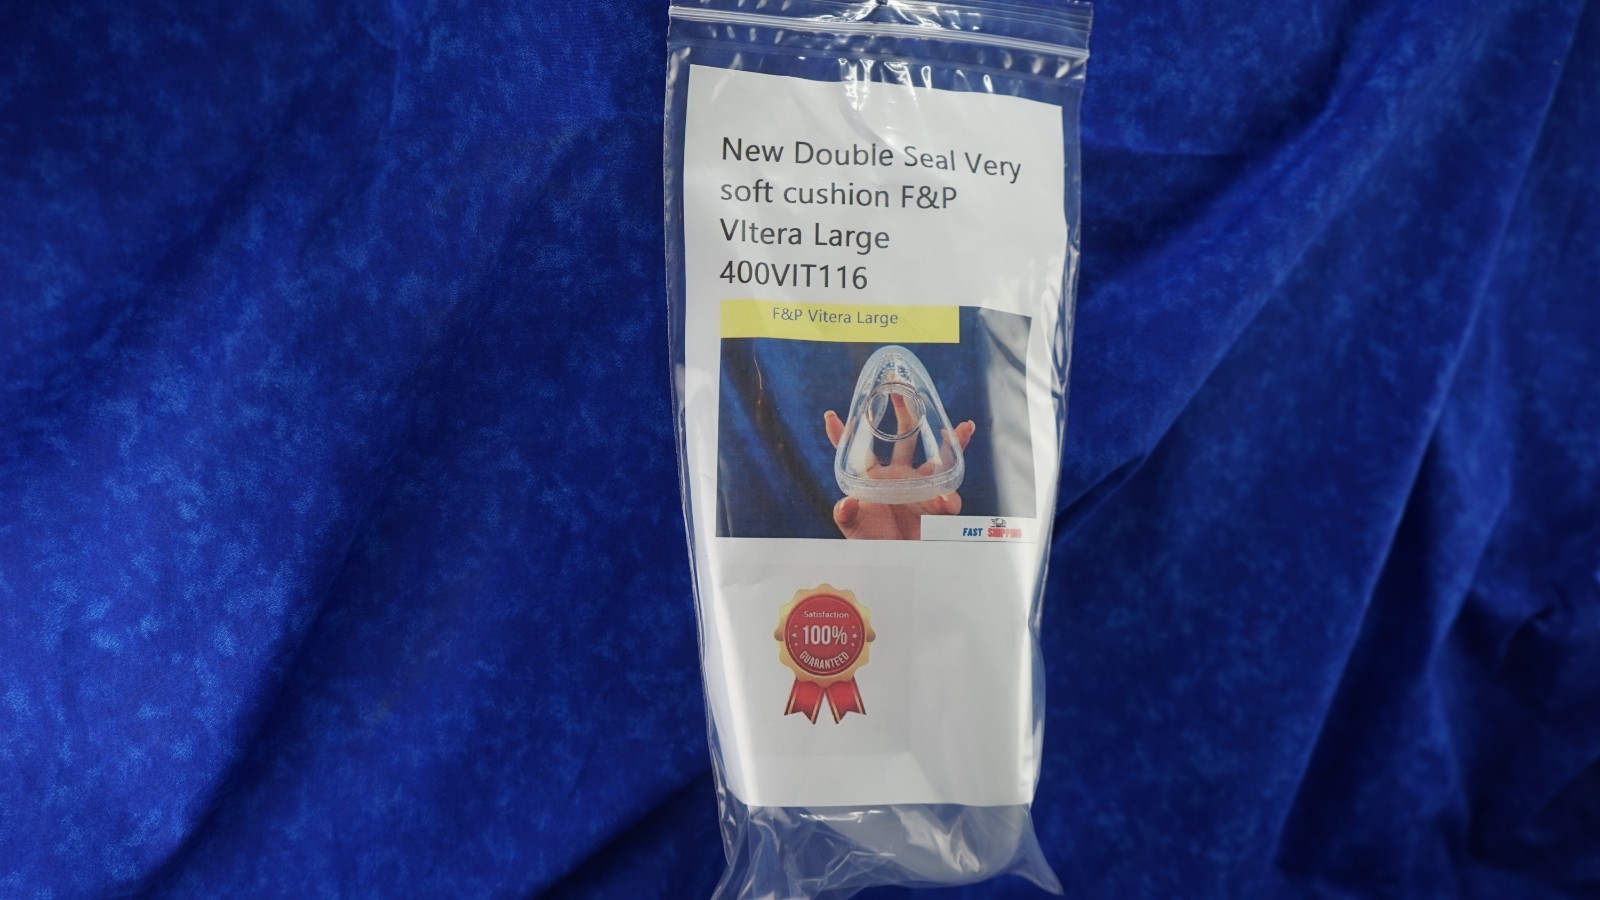 New Double Seal Very
soft cushion F&P
VItera Large
400VIT116
F&P Vitera Large
FAST SHIPPING
Satisfaction
100%
GUARANTEED